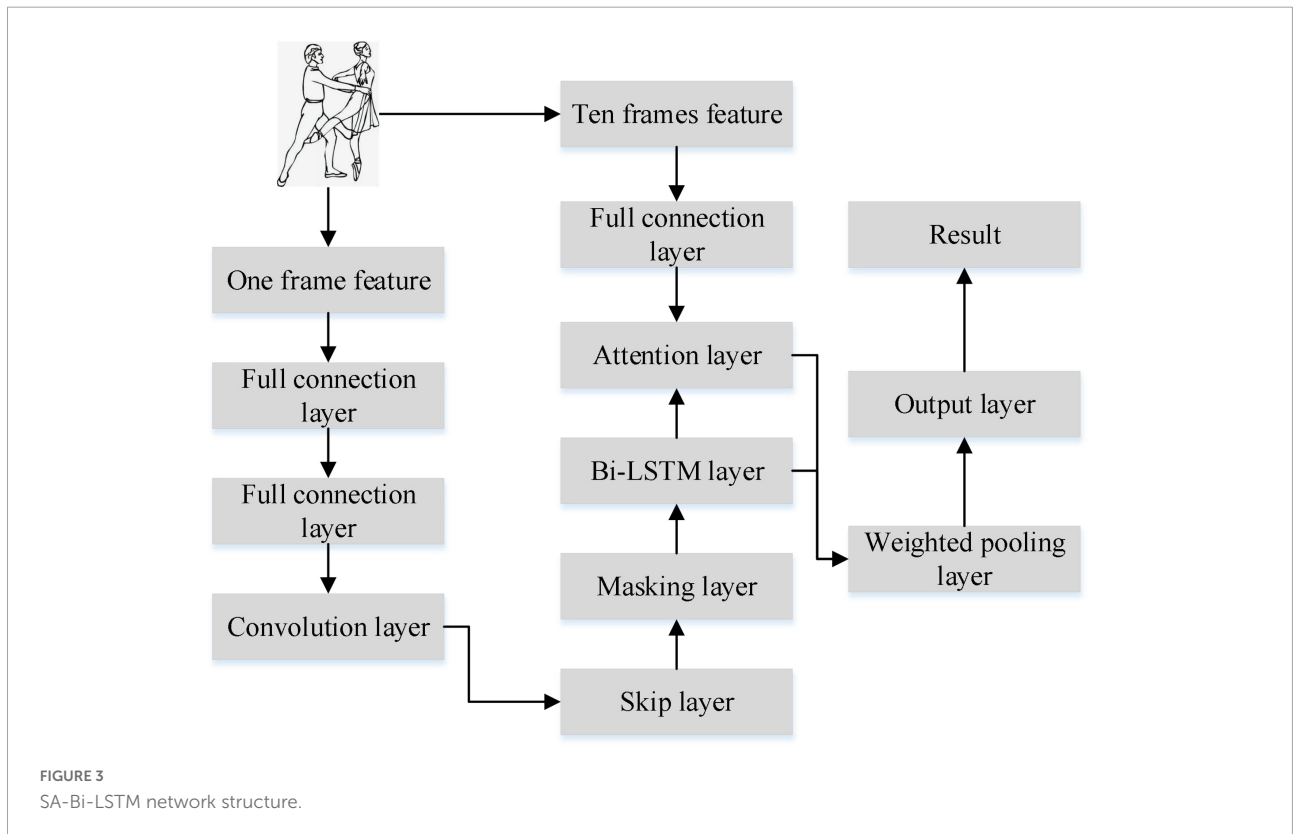 Ten frames feature
Full connection
layer
Result
One frame feature
Attention layer
Full connection
layer
Output layer
Bi-LSTM layer
Full connection
layer
Weighted pooling
layer
Masking layer
Convolution layer
Skip layer
FIGURE 3
SA-Bi-LSTM network structure.